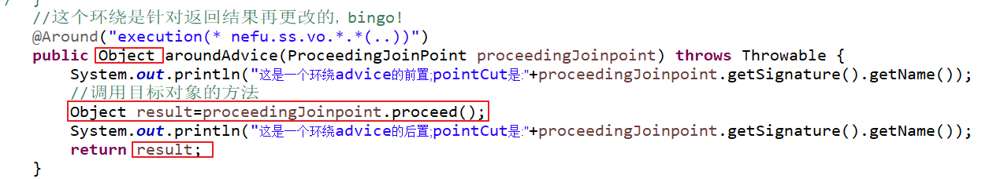 }
//这个环绕是针对返回结果再更改的, bingo!
@Around("execution(* nefu.ss.vo.*.*(..))")
public Object aroundAdvice(ProceedingJoinPoint proceedingJoinpoint) throws Throwable {
System.out.println("这是一个环绕advice的前置;pointCut是:"+proceedingJoinpoint.getSignature().getName());
//调用目标对象的方法
Object result=proceedingJoinpoint.proceed();
System.out.println("这是一个环绕advice的后置;pointCut是:"+proceedingJoinpoint.getSignature().getName());
return result;
}